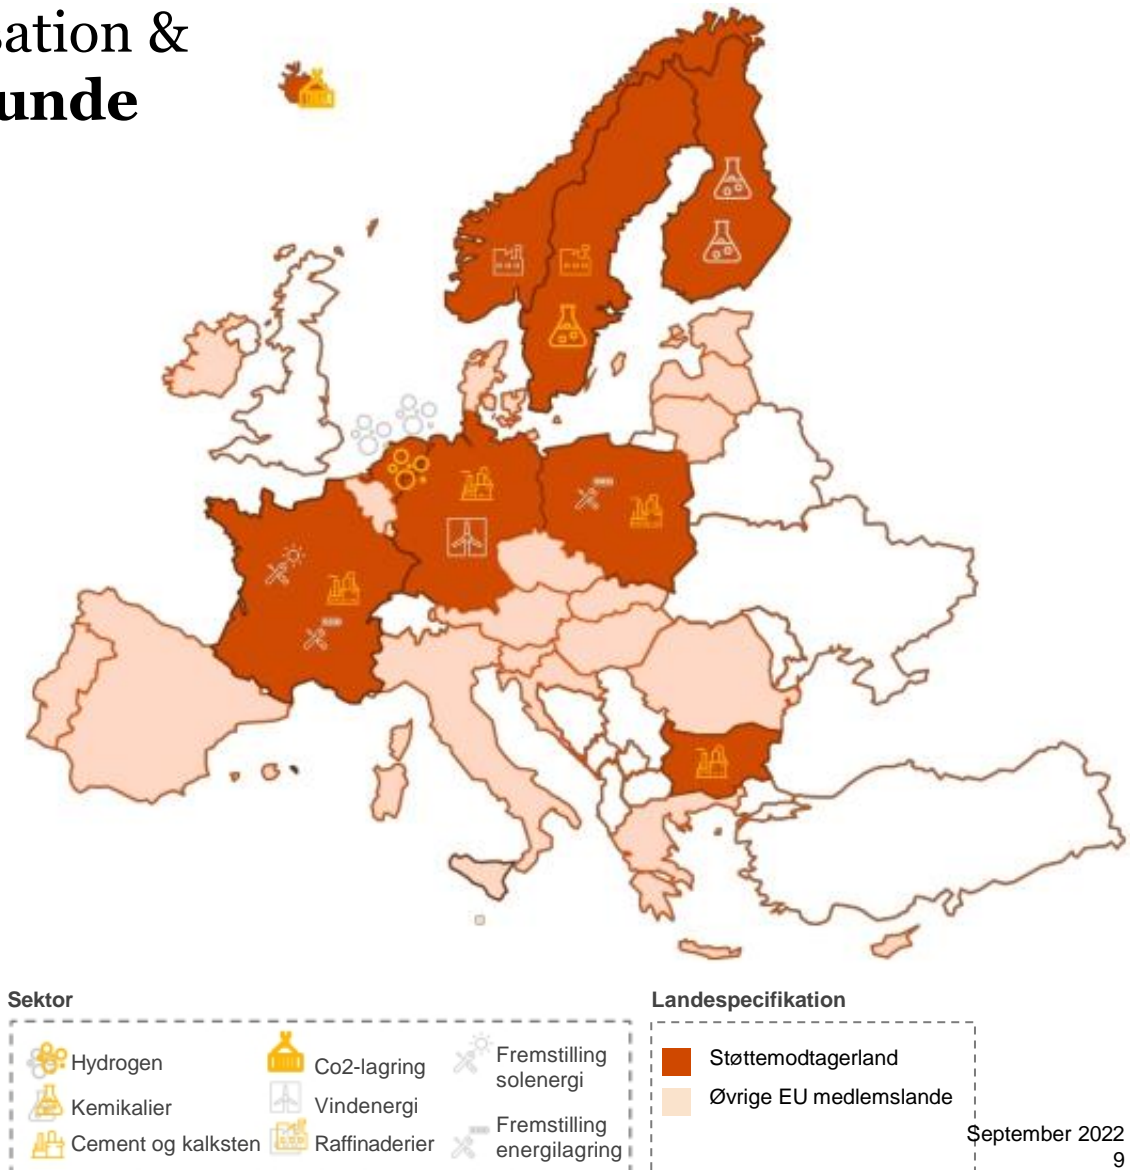 sation &
unde
Sektor
Hydrogen
Kemikalier
Cement og kalksten
Co2-lagring
Vindenergi
Raffinaderier
Fremstilling
solenergi
Fremstilling
energilagring
Landespecifikation
Støttemodtagerland
Øvrige EU medlemslande
September 2022
9